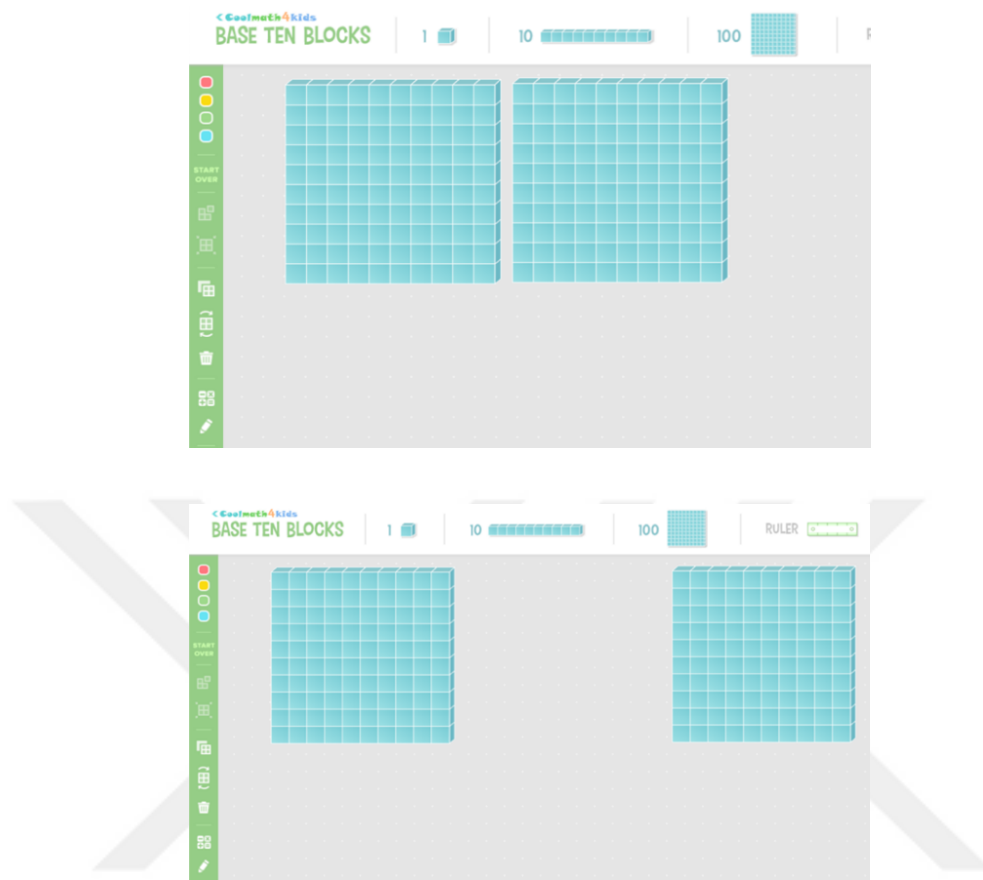 < Coolmath4kids
BASE TEN BLOCKS
1
10
100
R
START
OVER
< Coolmath4kids
BASE TEN BLOCKS
1
10
100
RULER
START
OVER